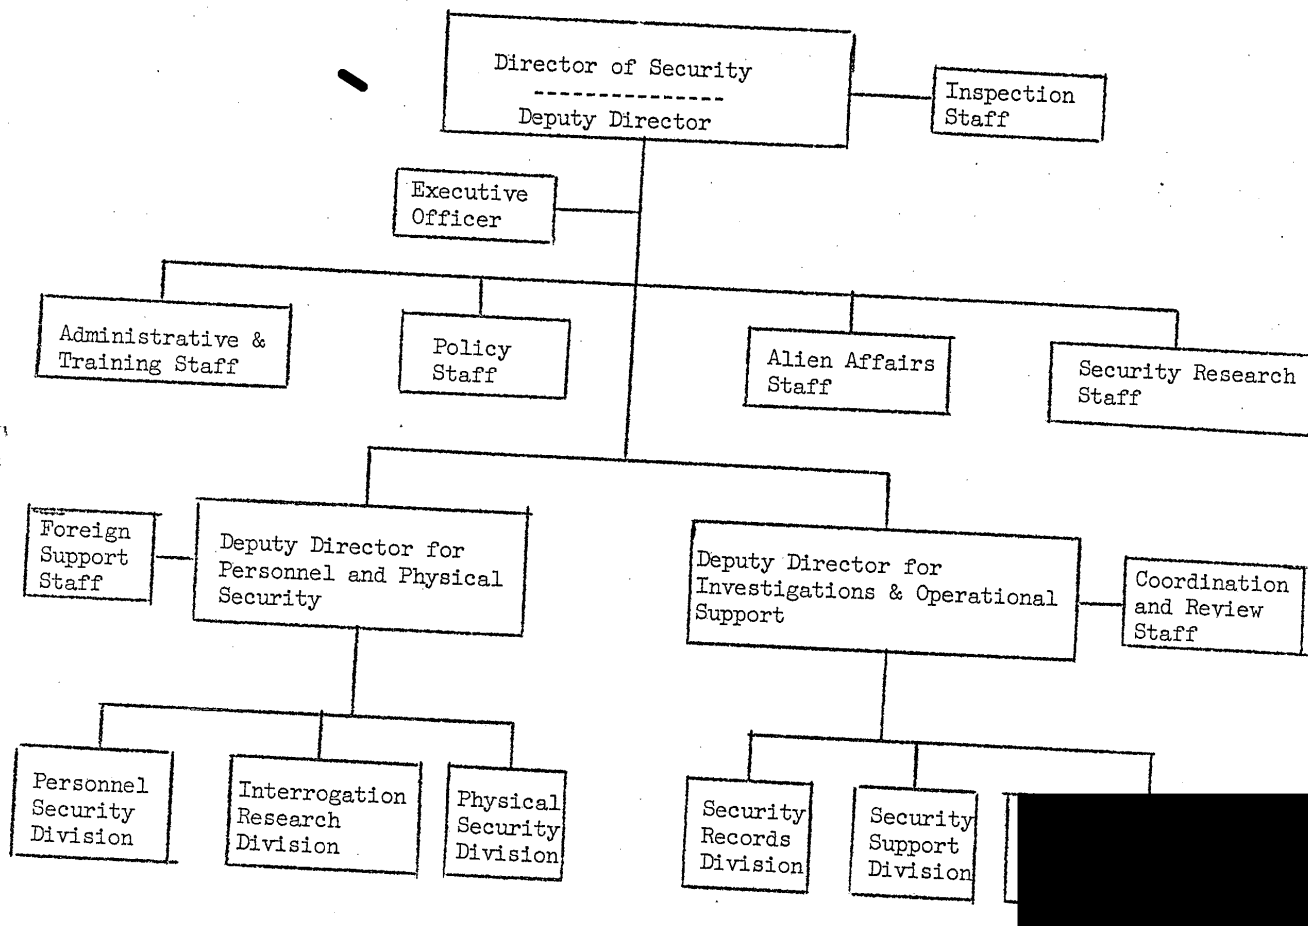 Director of Security
---------------
Deputy Director
Inspection
Staff
Executive
Officer
Administrative &
Training Staff
Policy
Staff
Alien Affairs
Staff
Security Research
Staff
Foreign
Support
Staff
Deputy Director for
Personnel and Physical
Security
Deputy Director for
Investigations & Operational
Support
Coordination
and Review
Staff
Personnel
Security
Division
Interrogation
Research
Division
Physical
Security
Division
Security
Records
Division
Security
Support
Division